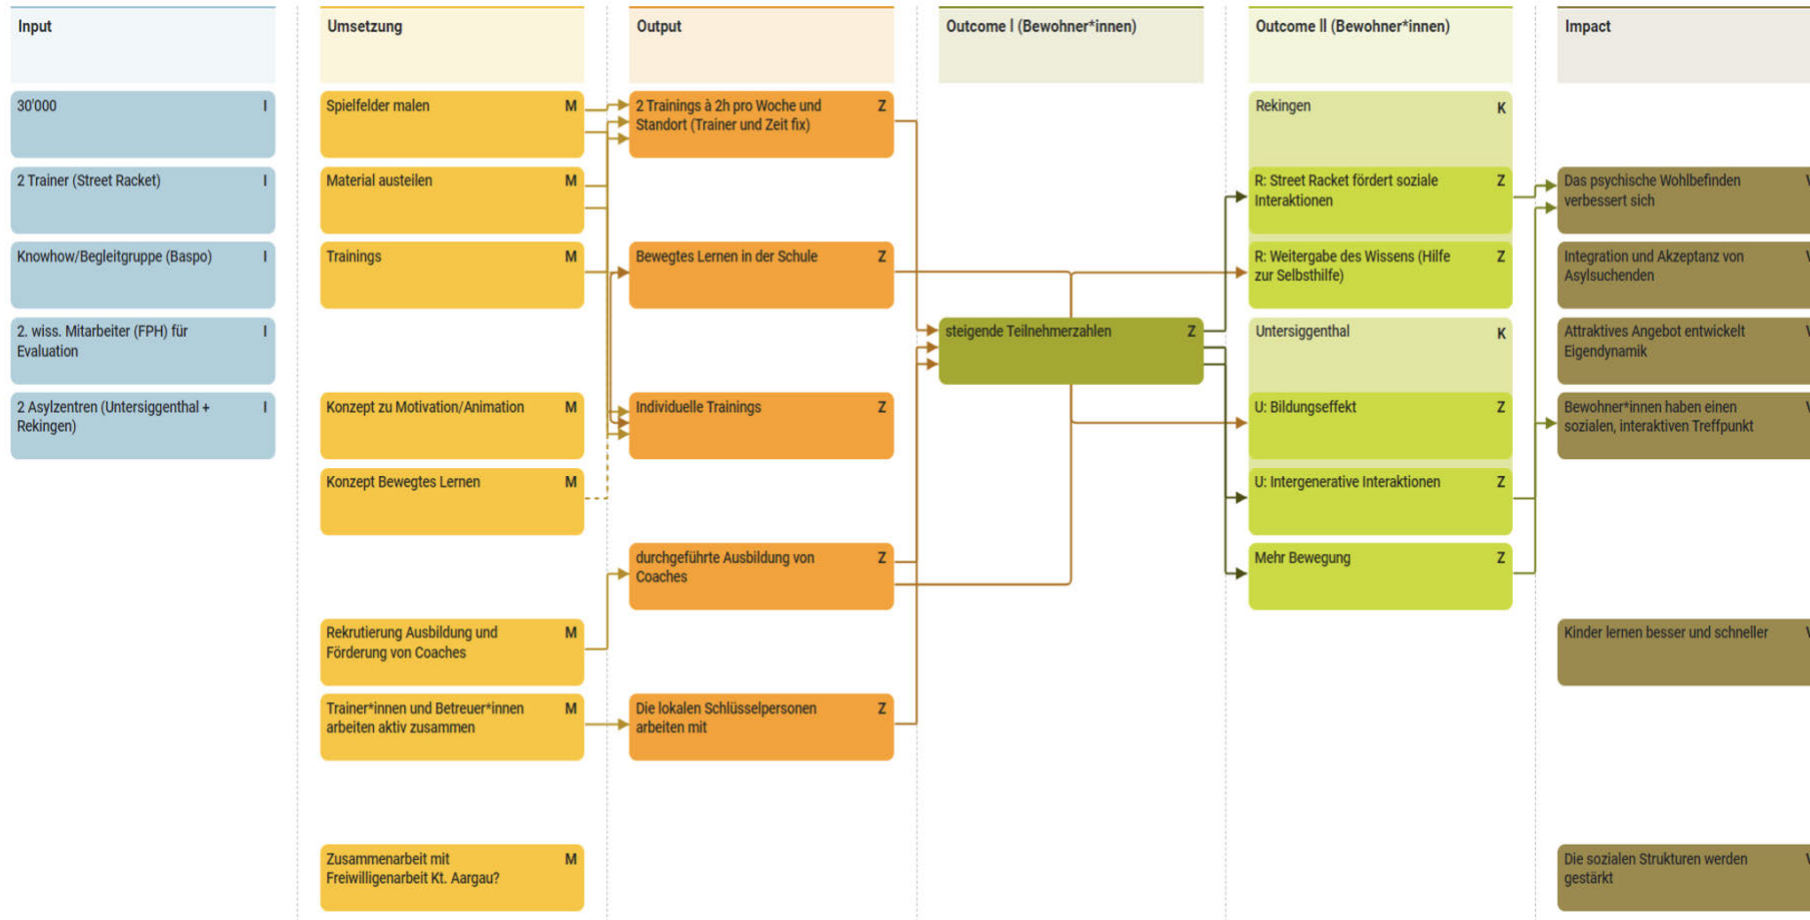 Input
Umsetzung
Output
Outcome I (Bewohner*innen)
Outcome II (Bewohner*innen)
Impact
30'000
I
2 Trainer (Street Racket)
I
Knowhow/Begleitgruppe (Baspo)
I
2. wiss. Mitarbeiter (FPH) für
Evaluation
I
2 Asylzentren (Untersiggenthal +
Rekingen)
I
Spielfelder malen
M
Material austeilen
M
Trainings
M
Konzept zu Motivation/Animation
M
Konzept Bewegtes Lernen
M
Rekrutierung Ausbildung und
Förderung von Coaches
M
Trainer*innen und Betreuer*innen
arbeiten aktiv zusammen
M
Zusammenarbeit mit
Freiwilligenarbeit Kt. Aargau?
M
2 Trainings à 2h pro Woche und
Standort (Trainer und Zeit fix)
Z
Bewegtes Lernen in der Schule
Z
Individuelle Trainings
Z
durchgeführte Ausbildung von
Coaches
Z
Die lokalen Schlüsselpersonen
arbeiten mit
Z
steigende Teilnehmerzahlen
Z
Rekingen
K
R: Street Racket fördert soziale
Interaktionen
Z
R: Weitergabe des Wissens (Hilfe
zur Selbsthilfe)
Z
Untersiggenthal
K
U: Bildungseffekt
Z
U: Intergenerative Interaktionen
Z
Mehr Bewegung
Z
Das psychische Wohlbefinden
verbessert sich
Integration und Akzeptanz von
Asylsuchenden
Attraktives Angebot entwickelt
Eigendynamik
Bewohner*innen haben einen
sozialen, interaktiven Treffpunkt
Kinder lernen besser und schneller
Die sozialen Strukturen werden
gestärkt